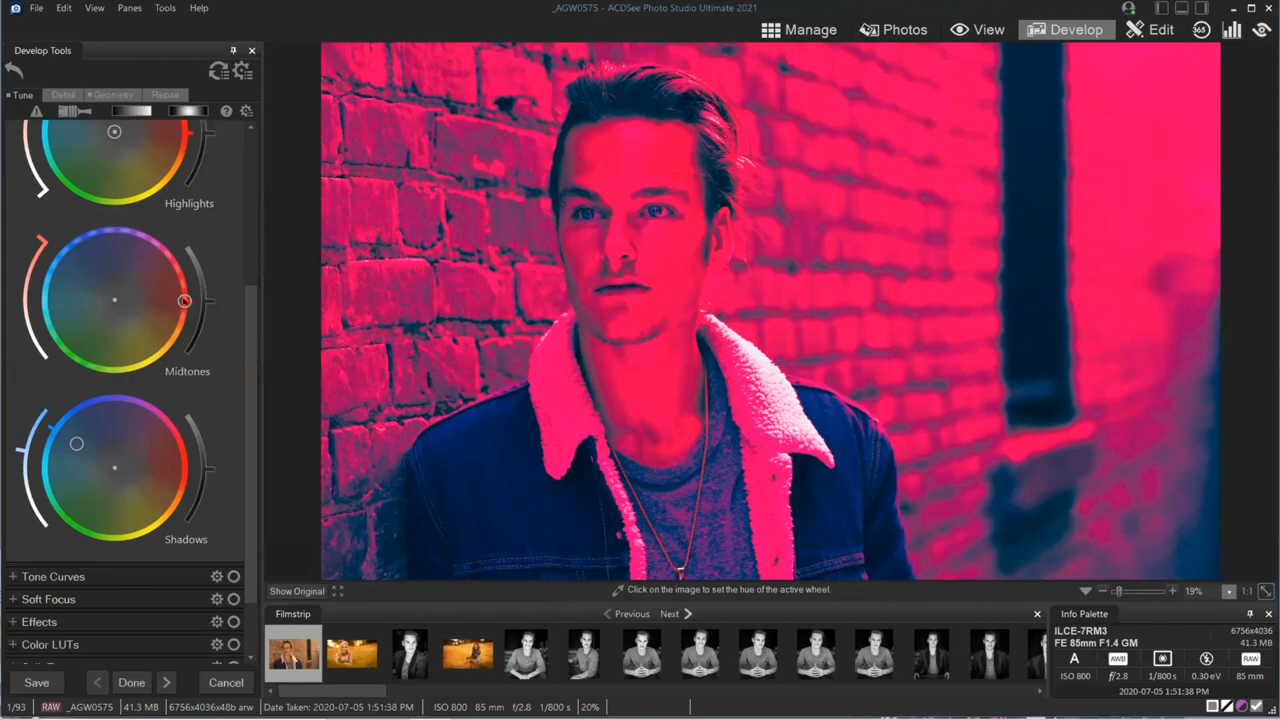 File Edit View Panes Tools Help
_AGW0575 - ACDSee Photo Studio Ultimate 2021
Manage Photos View Develop Edit 365
Develop Tools
Tune Detail Geometry Repair
Highlights
Midtones
Shadows
Tone Curves
Soft Focus
Effects
Color LUTs
Save Done Cancel
Show Original
Click on the image to set the hue of the active wheel.
19% 1:1
Filmstrip
Previous Next
Info Palette
ILCE-7RM3 6756x4036
FE 85mm F1.4 GM 41.3 MB
A AWB RAW
ISO 800 f/2.8 1/800 s 0.30 eV 85 mm
2020-07-05 1:51:38 PM
1/93 RAW _AGW0575 41.3 MB 6756x4036x48b arw Date Taken: 2020-07-05 1:51:38 PM ISO 800 85 mm f/2.8 1/800 s 20%